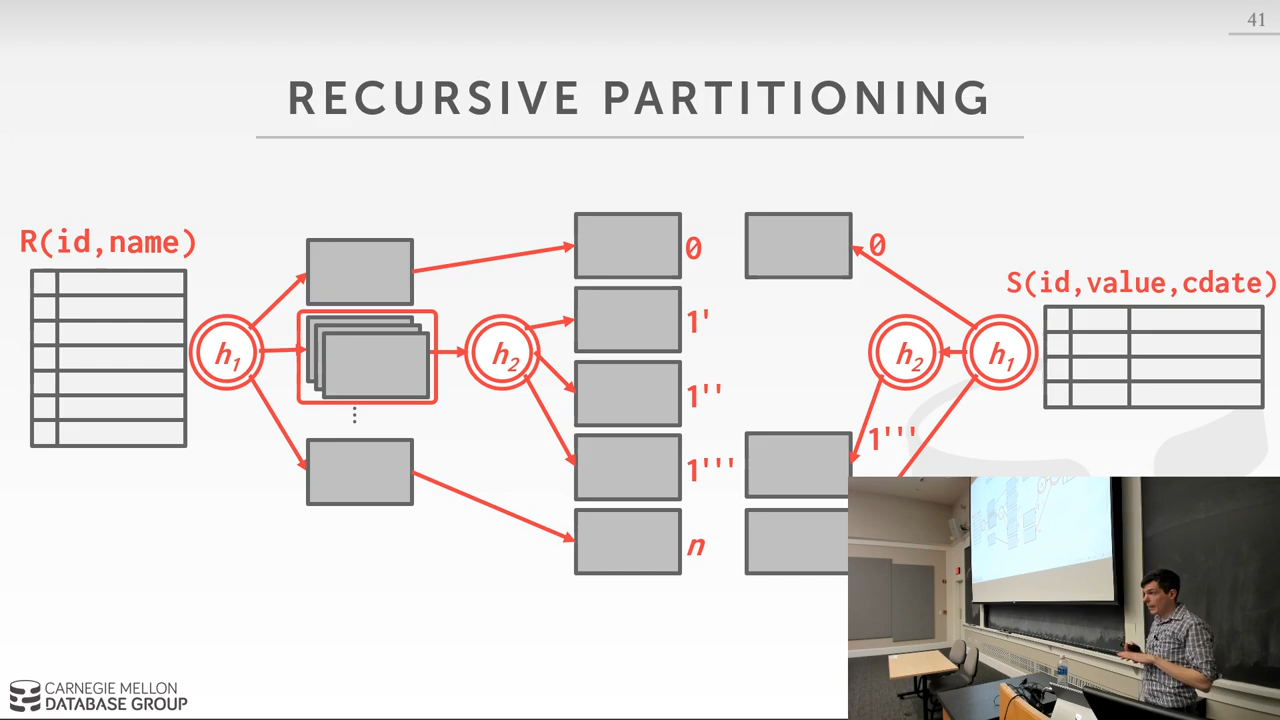 41
RECURSIVE PARTITIONING
R(id,name)
h1
h2
0
1'
1''
1'''
n
0
1'''
h2
h1
S(id,value,cdate)
CARNEGIE MELLON
DATABASE GROUP